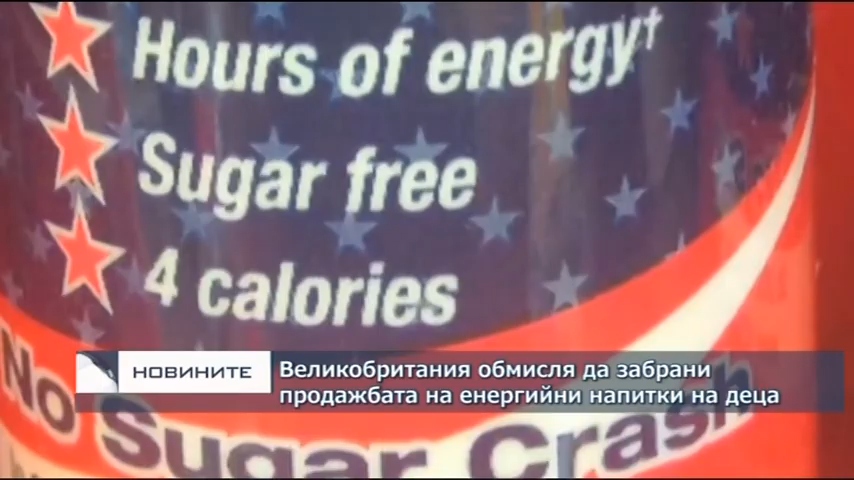 Hours of energy†
Sugar free
4 calories
No Sugar Crash
НОВИНИТЕ
Великобритания обмисля да забрани
продажбата на енергийни напитки на деца